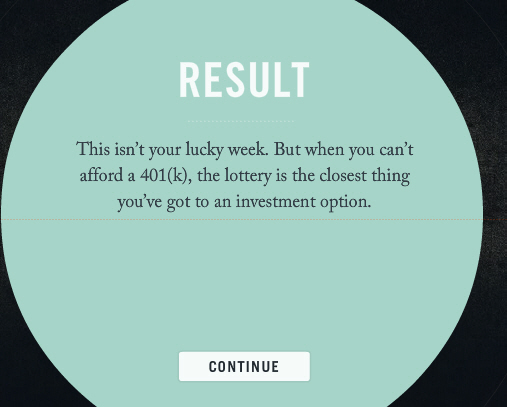 RESULT
This isn’t your lucky week. But when you can’t
afford a 401(k), the lottery is the closest thing
you’ve got to an investment option.
CONTINUE